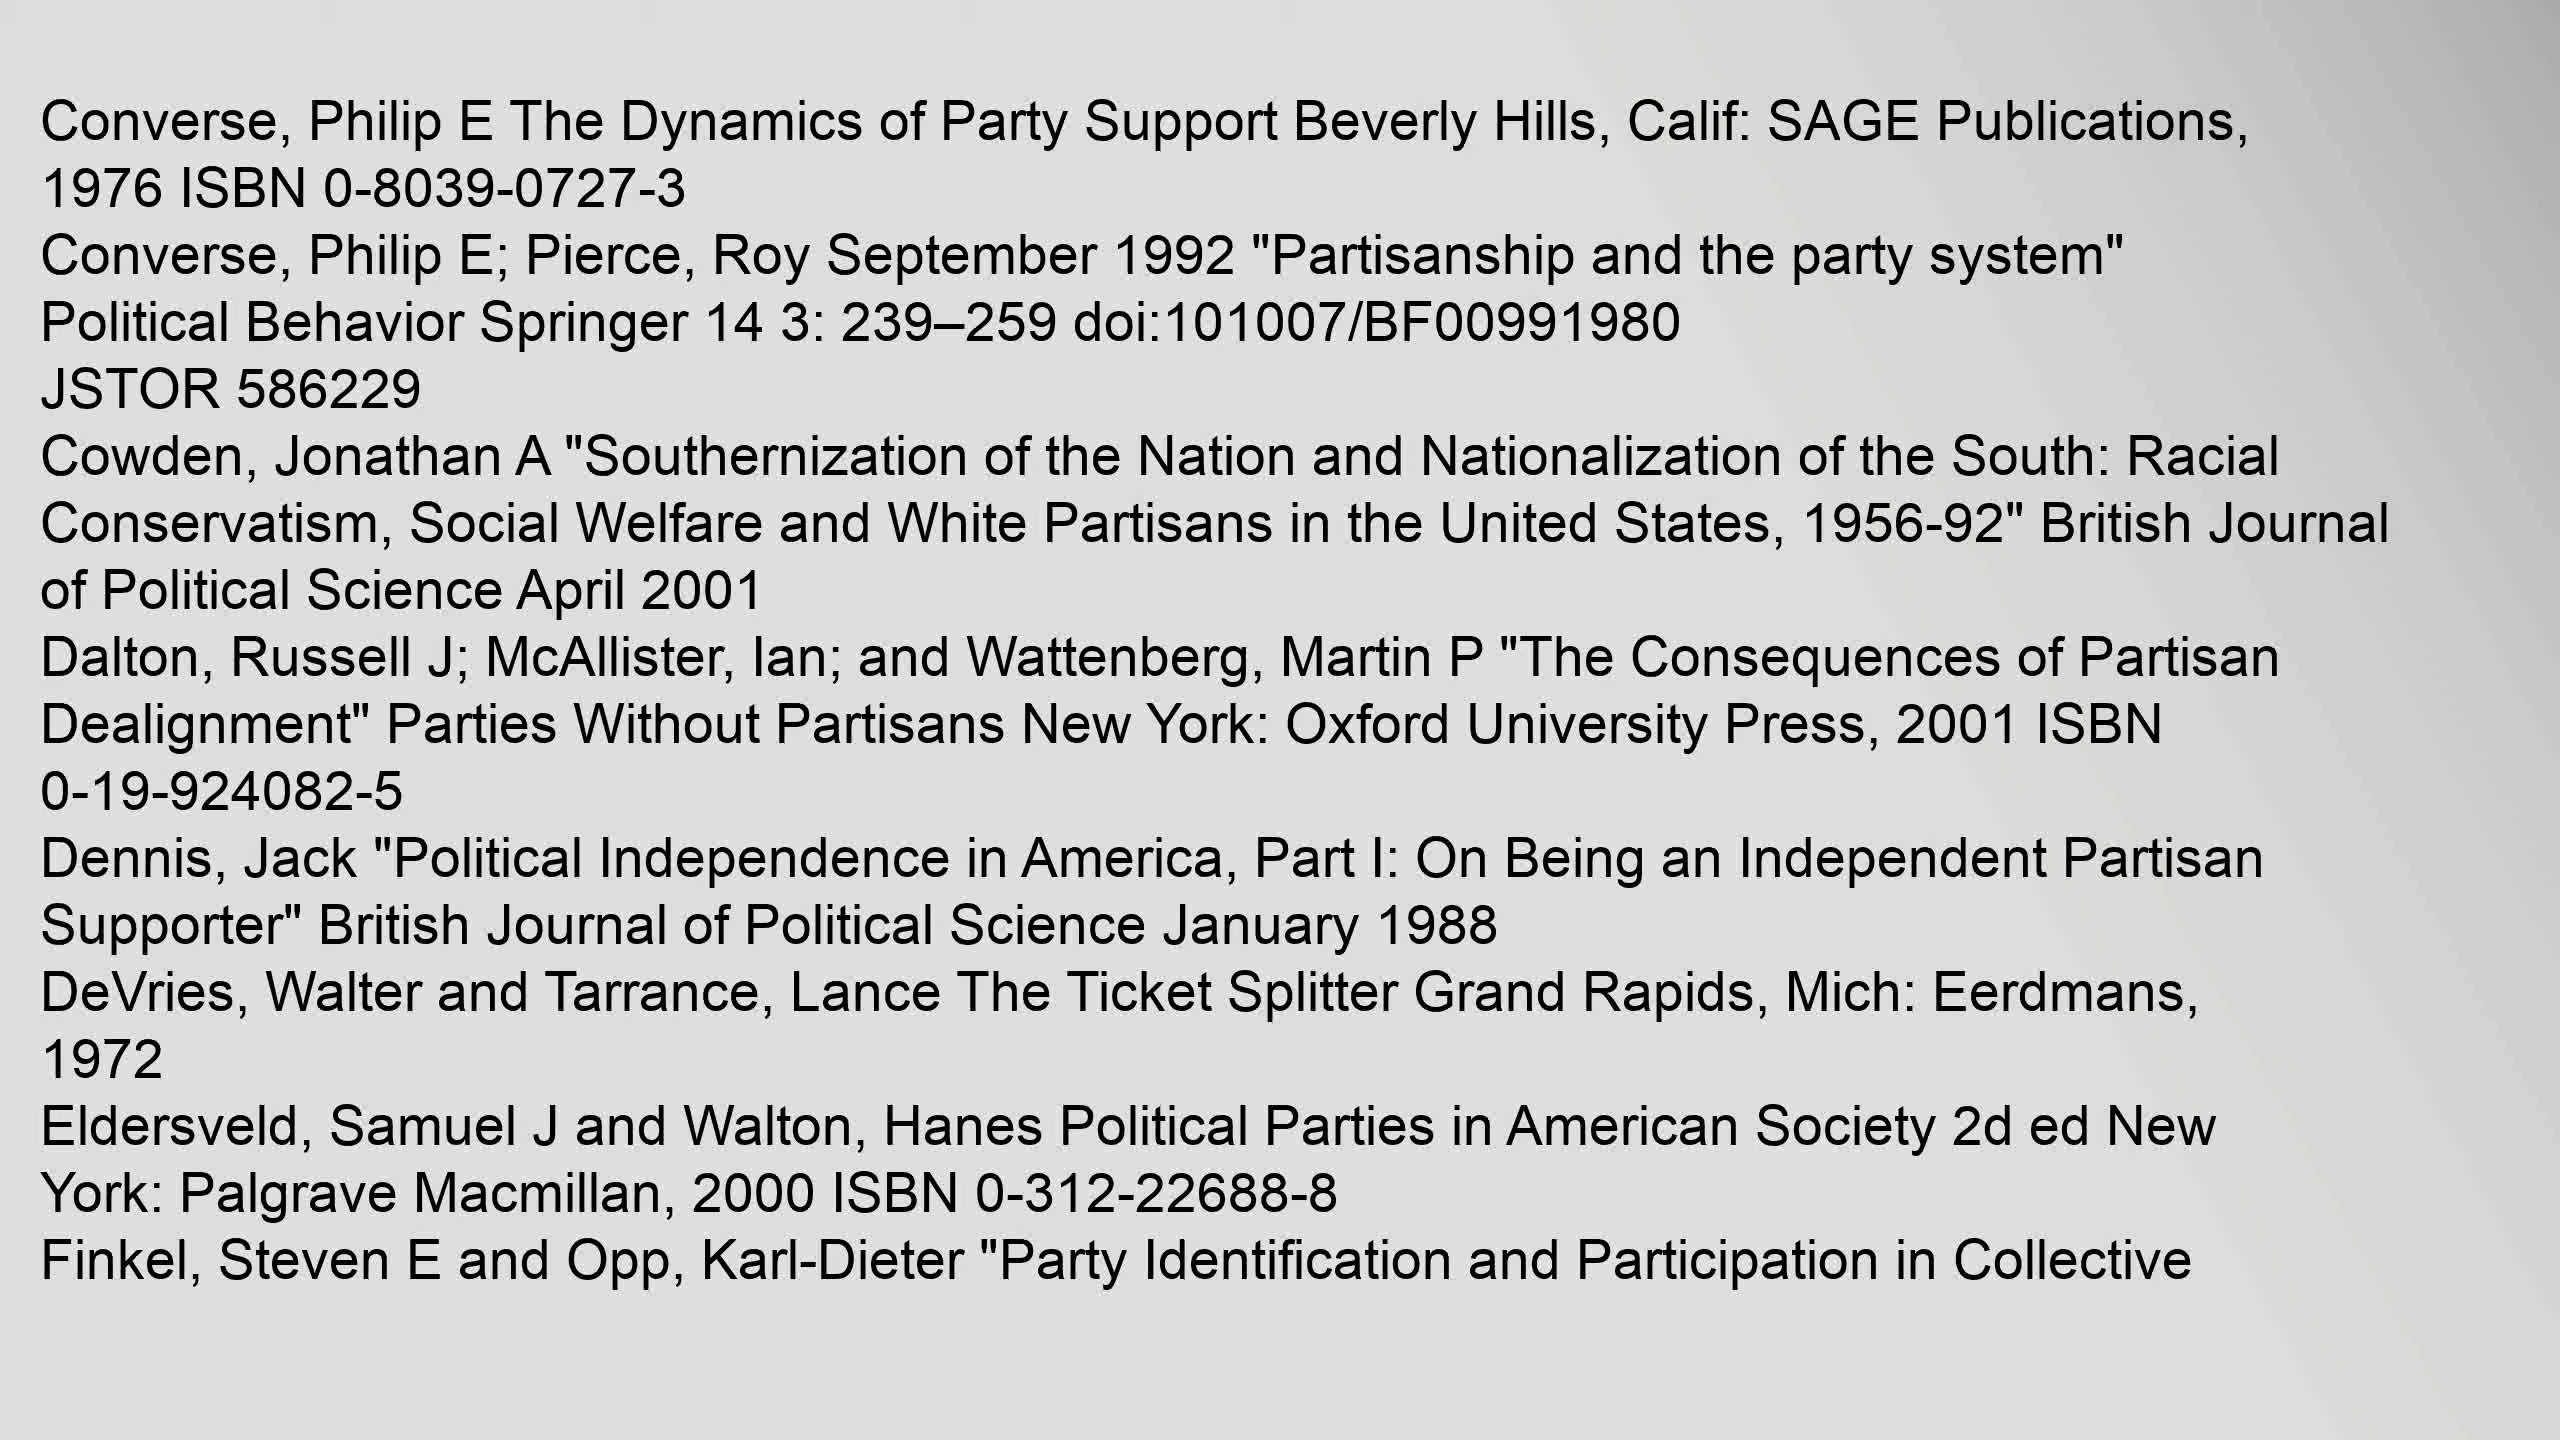 Converse, Philip E The Dynamics of Party Support Beverly Hills, Calif: SAGE Publications,
1976 ISBN 0-8039-0727-3
Converse, Philip E; Pierce, Roy September 1992 "Partisanship and the party system"
Political Behavior Springer 14 3: 239–259 doi:101007/BF00991980
JSTOR 586229
Cowden, Jonathan A "Southernization of the Nation and Nationalization of the South: Racial
Conservatism, Social Welfare and White Partisans in the United States, 1956-92" British Journal
of Political Science April 2001
Dalton, Russell J; McAllister, Ian; and Wattenberg, Martin P "The Consequences of Partisan
Dealignment" Parties Without Partisans New York: Oxford University Press, 2001 ISBN
0-19-924082-5
Dennis, Jack "Political Independence in America, Part I: On Being an Independent Partisan
Supporter" British Journal of Political Science January 1988
DeVries, Walter and Tarrance, Lance The Ticket Splitter Grand Rapids, Mich: Eerdmans,
1972
Eldersveld, Samuel J and Walton, Hanes Political Parties in American Society 2d ed New
York: Palgrave Macmillan, 2000 ISBN 0-312-22688-8
Finkel, Steven E and Opp, Karl-Dieter "Party Identification and Participation in Collective